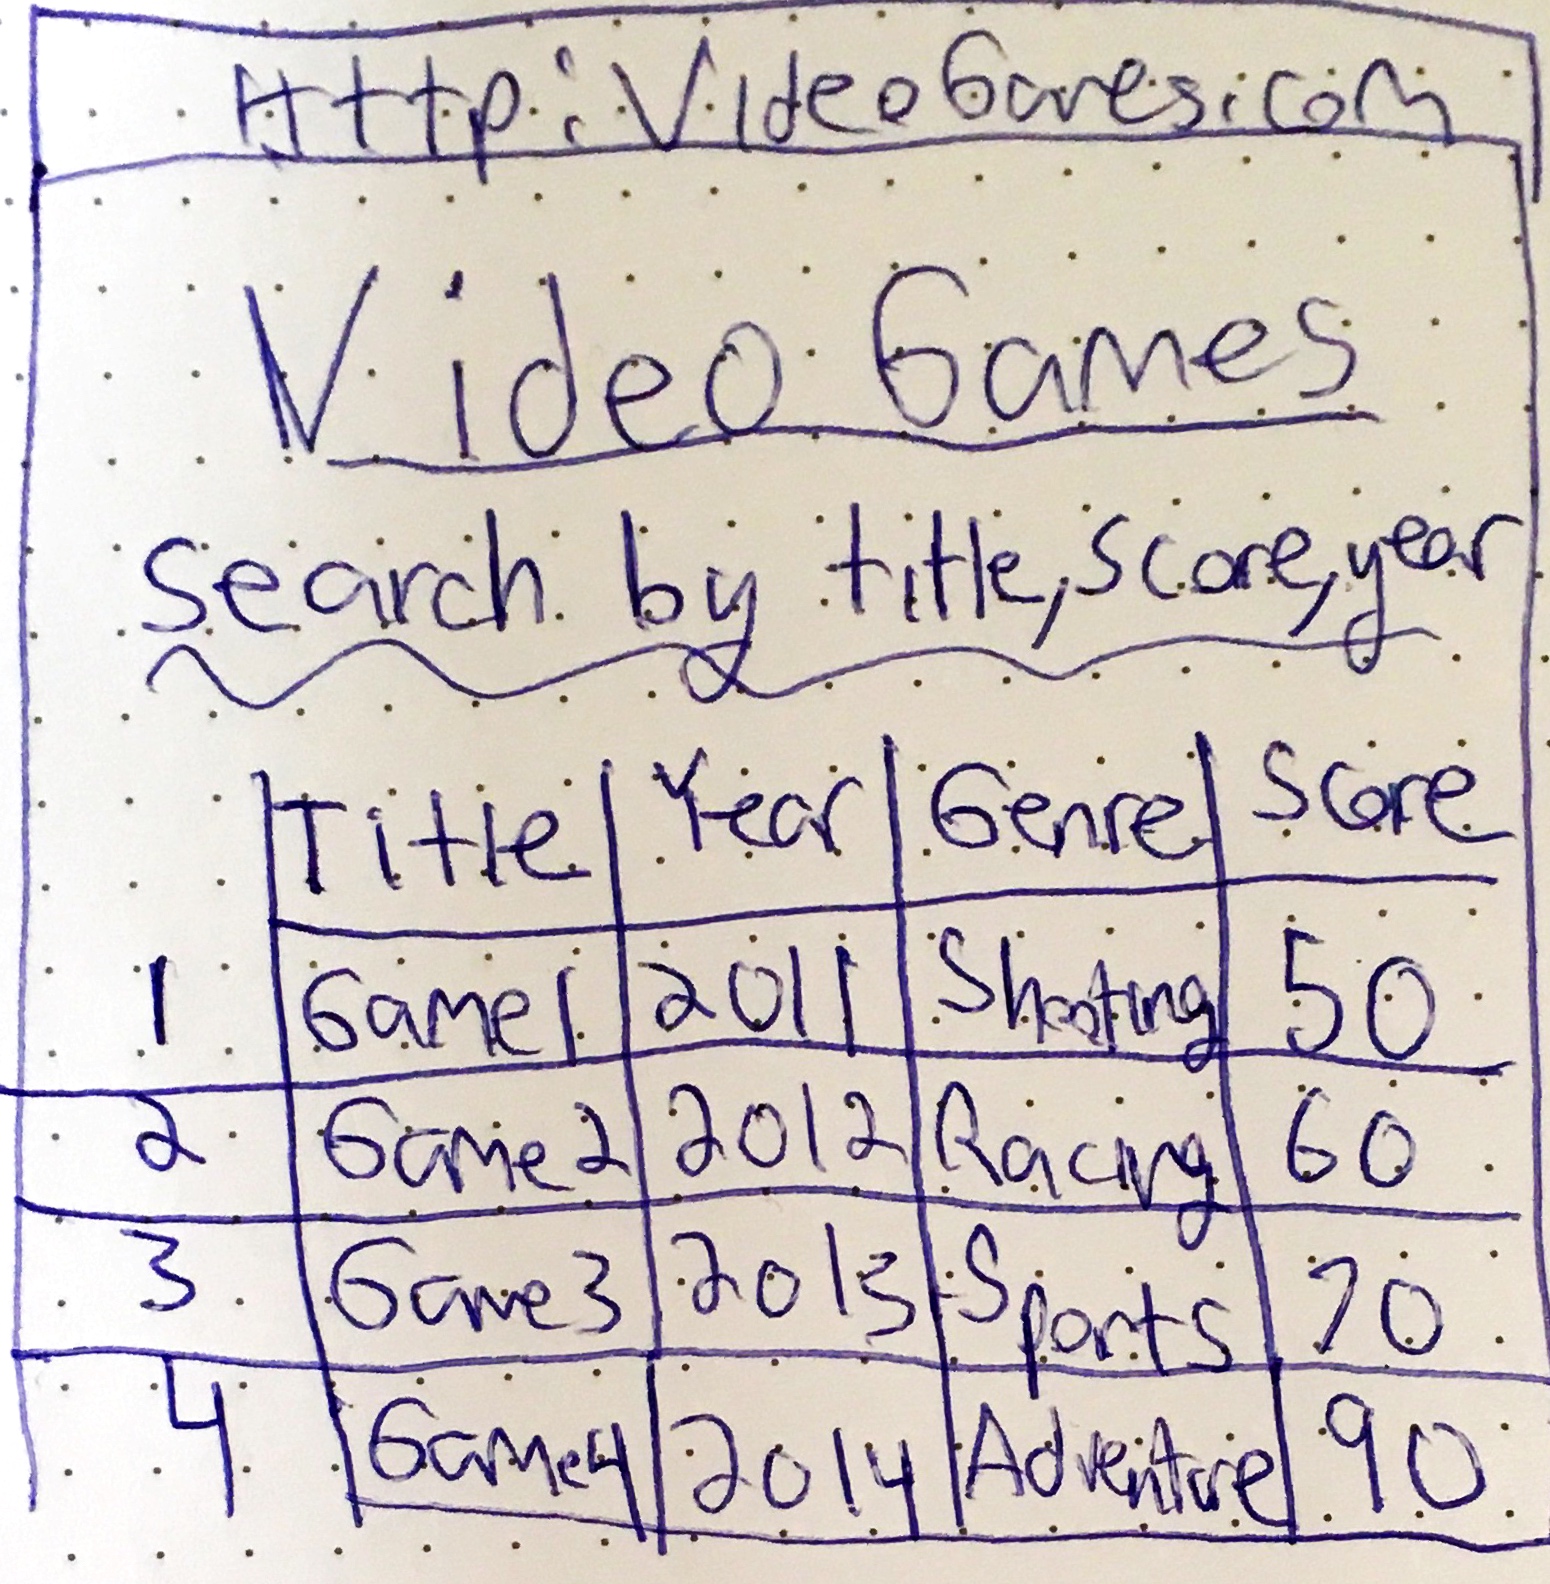 Http:VideoGames.com
Video Games
Search by title, score, year
Title Year Genre Score
1 Game1 2011 Shooting 50
2 Game2 2012 Racing 60
3 Game3 2013 Sports 70
4 Game4 2014 Adventure 90